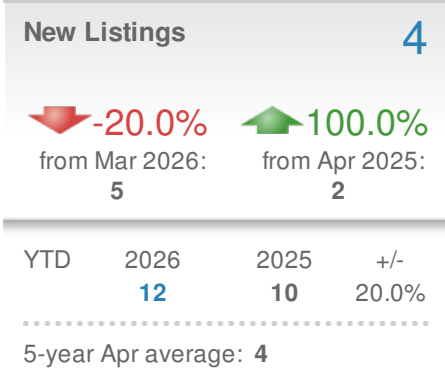 New Listings 4
-20.0% 100.0%
from Mar 2026: from Apr 2025:
5 2
YTD 2026 2025 +/-
12 10 20.0%
5-year Apr average: 4